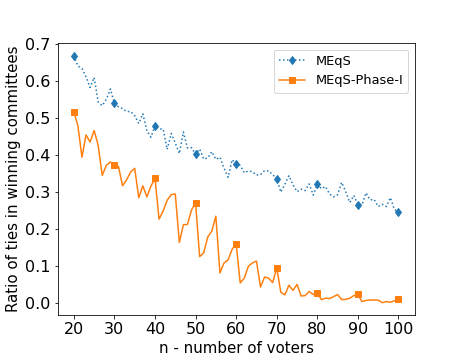 MEqS
MEqS-Phase-I
Ratio of ties in winning committees
0.7
0.6
0.5
0.4
0.3
0.2
0.1
0.0
20 30 40 50 60 70 80 90 100
n - number of voters